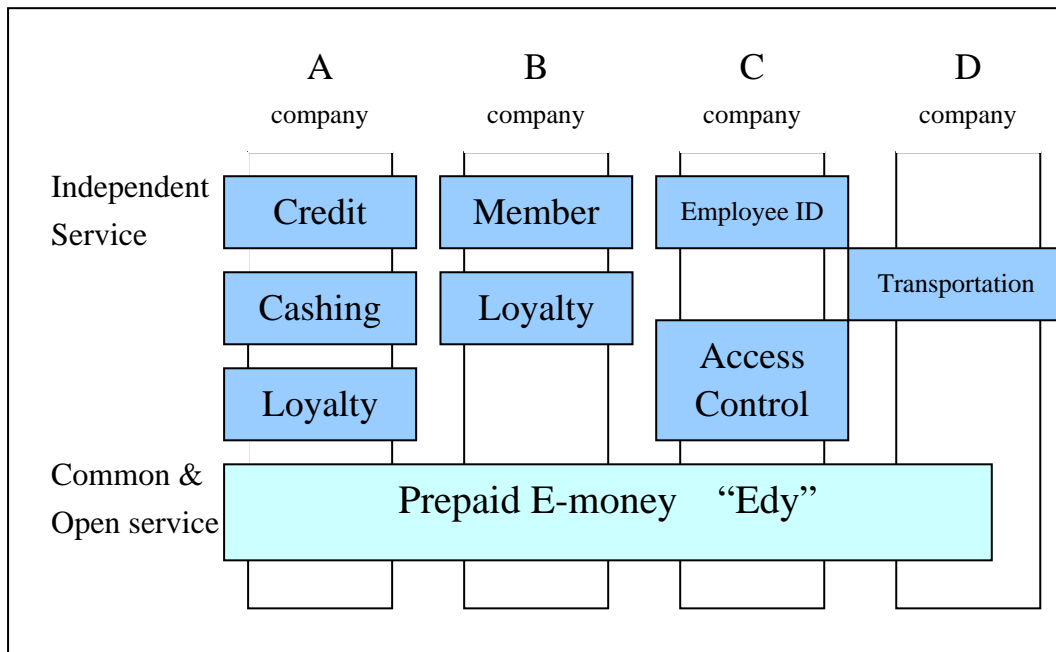 A B C D
company company company company
Independent
Service
Credit Member Employee ID
Transportation
Cashing Loyalty
Access
Control
Loyalty
Common &
Open service
Prepaid E-money “Edy”